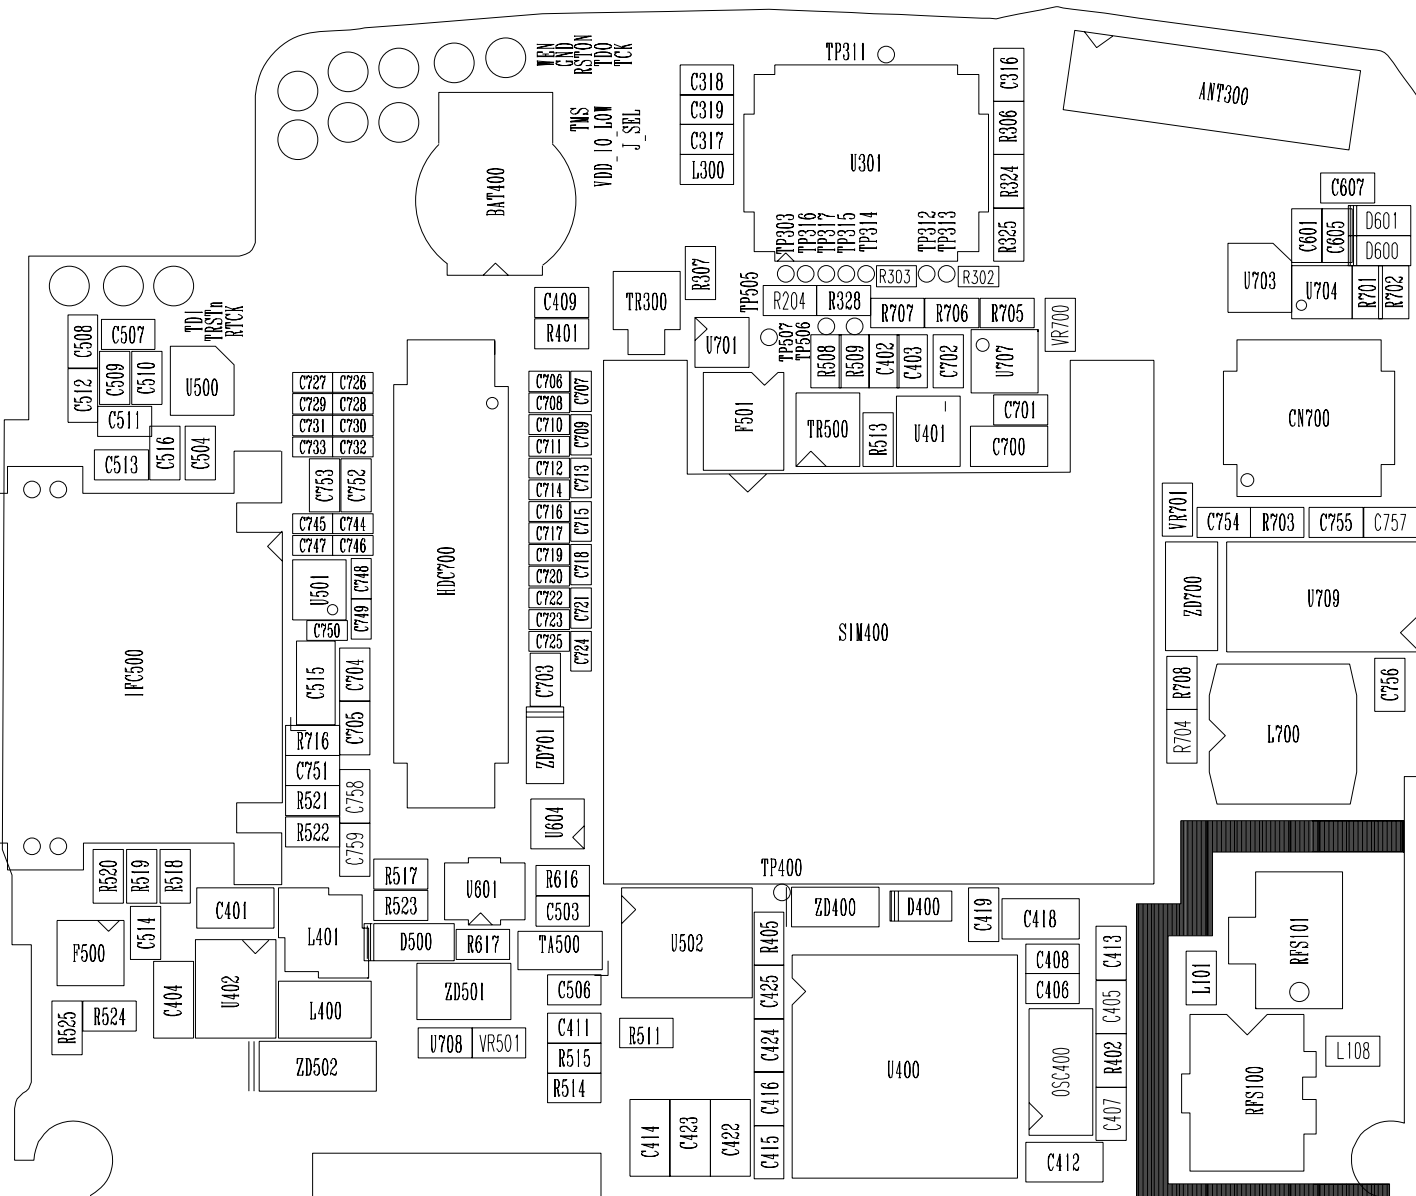 WEN
GND
RSTON
TDO
TCK
TMS
VDD_IO_LOW
J_SEL
BAT400
C318
C319
C317
L300
TP311
U301
C316
R306
R324
R325
ANT300
TP303
TP316
TP317
TP315
TP314
TP312
TP313
R303
R302
C607
C601
C605
D601
D600
U703
U704
R701
R702
TDI
TRSTn
RTCK
C508
C507
C512
C509
C510
U500
C511
C513
C516
C504
C409
R401
TR300
R307
TP505
R204
R328
R707
R706
R705
VR700
U701
TP507
TP506
R508
R509
C402
C403
C702
U707
F501
TR500
R513
U401
C701
C700
CN700
C727
C726
C729
C728
C731
C730
C733
C732
C753
C752
C745
C744
C747
C746
U501
C748
C749
C750
C515
C704
C705
R716
C751
R521
R522
C758
C759
HDC700
C706
C707
C708
C710
C709
C711
C712
C713
C714
C716
C715
C717
C719
C718
C720
C722
C721
C723
C725
C724
C703
ZD701
U604
IFC500
SIM400
VR701
C754
R703
C755
C757
ZD700
U709
R708
R704
L700
C756
R520
R519
R518
R517
R523
U601
R616
C503
TP400
ZD400
D400
C419
C418
C401
C514
F500
L401
D500
R617
TA500
U502
R405
C404
U402
L400
ZD501
C506
C425
R525
R524
U708
VR501
C411
R515
R514
R511
C424
ZD502
U400
C408
C406
C413
C405
R402
C407
OSC400
C414
C423
C422
C416
C415
C412
RFS101
L101
RFS100
L108